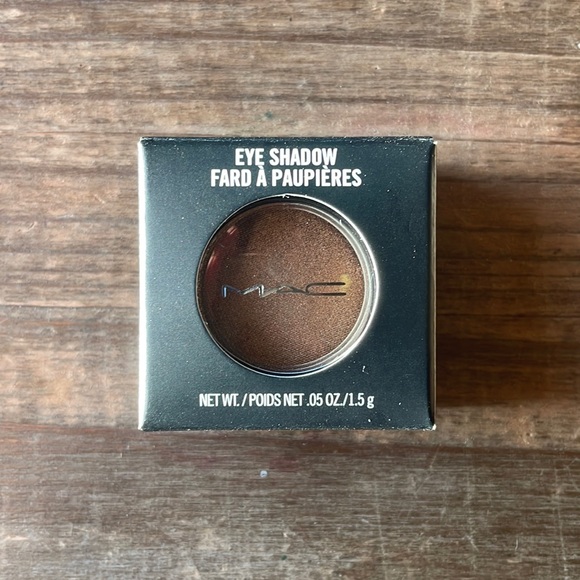 EYE SHADOW
FARD À PAUPIÈRES
MAC
NET WT. / POIDS NET .05 OZ./1.5 g